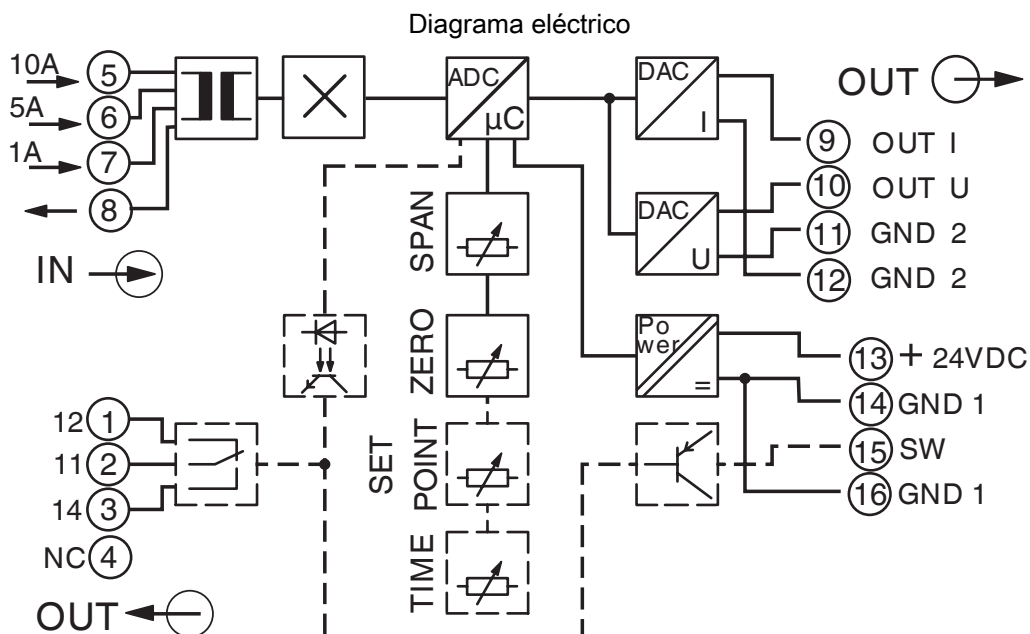 Diagrama eléctrico
10A 5
5A 6
1A 7
8
IN
ADC
µC
DAC
I
DAC
U
OUT
9 OUT I
10 OUT U
11 GND 2
12 GND 2
SPAN
ZERO
SET
POINT
TIME
Po
wer
=
13 + 24VDC
14 GND 1
15 SW
16 GND 1
12 1
11 2
14 3
NC 4
OUT